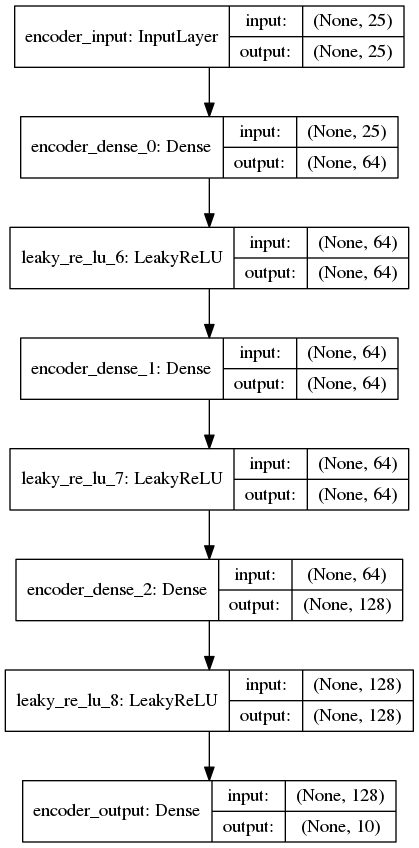 encoder_input: InputLayer
input: (None, 25)
output: (None, 25)
encoder_dense_0: Dense
input: (None, 25)
output: (None, 64)
leaky_re_lu_6: LeakyReLU
input: (None, 64)
output: (None, 64)
encoder_dense_1: Dense
input: (None, 64)
output: (None, 64)
leaky_re_lu_7: LeakyReLU
input: (None, 64)
output: (None, 64)
encoder_dense_2: Dense
input: (None, 64)
output: (None, 128)
leaky_re_lu_8: LeakyReLU
input: (None, 128)
output: (None, 128)
encoder_output: Dense
input: (None, 128)
output: (None, 10)